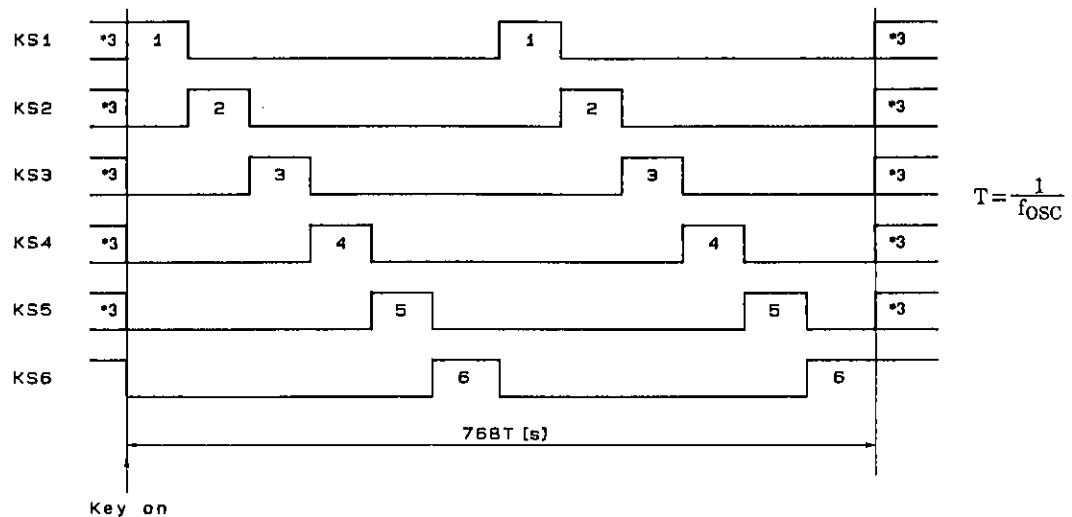 KS1 *3 1 1 *3
KS2 *3 2 2 *3
KS3 *3 3 3 *3
KS4 *3 4 4 *3
KS5 *3 5 5 *3
KS6 6 6
T=1/fOSC
768T [s]
Key on